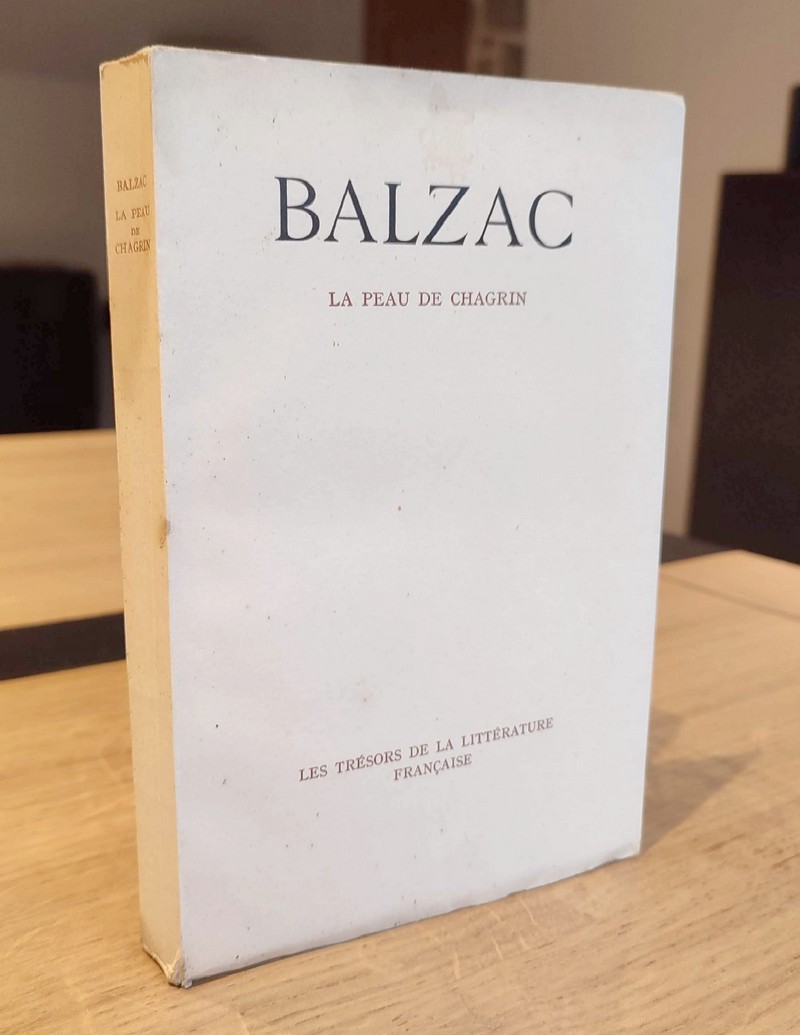 BALZAC
LA PEAU
DE
CHAGRIN
BALZAC
LA PEAU DE CHAGRIN
LES TRÉSORS DE LA LITTÉRATURE
FRANÇAISE